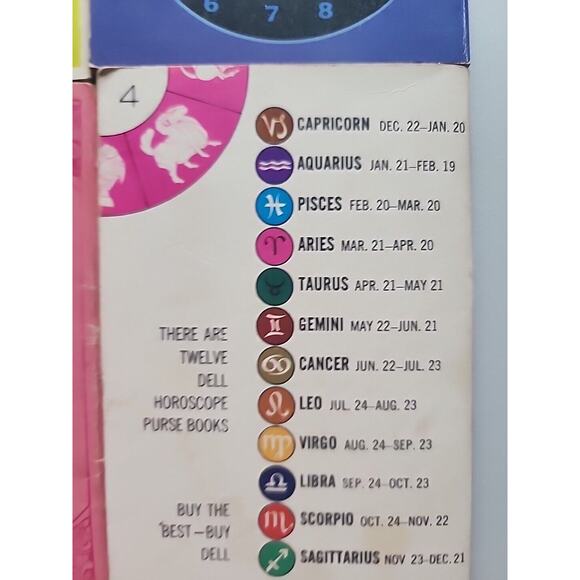 6 7 8
4
CAPRICORN DEC. 22–JAN. 20
AQUARIUS JAN. 21–FEB. 19
PISCES FEB. 20–MAR. 20
ARIES MAR. 21–APR. 20
TAURUS APR. 21–MAY 21
GEMINI MAY 22–JUN. 21
CANCER JUN. 22–JUL. 23
LEO JUL. 24–AUG. 23
VIRGO AUG. 24–SEP. 23
LIBRA SEP. 24–OCT. 23
SCORPIO OCT. 24–NOV. 22
SAGITTARIUS NOV 23–DEC. 21
THERE ARE
TWELVE
DELL
HOROSCOPE
PURSE BOOKS
BUY THE
BEST–BUY
DELL